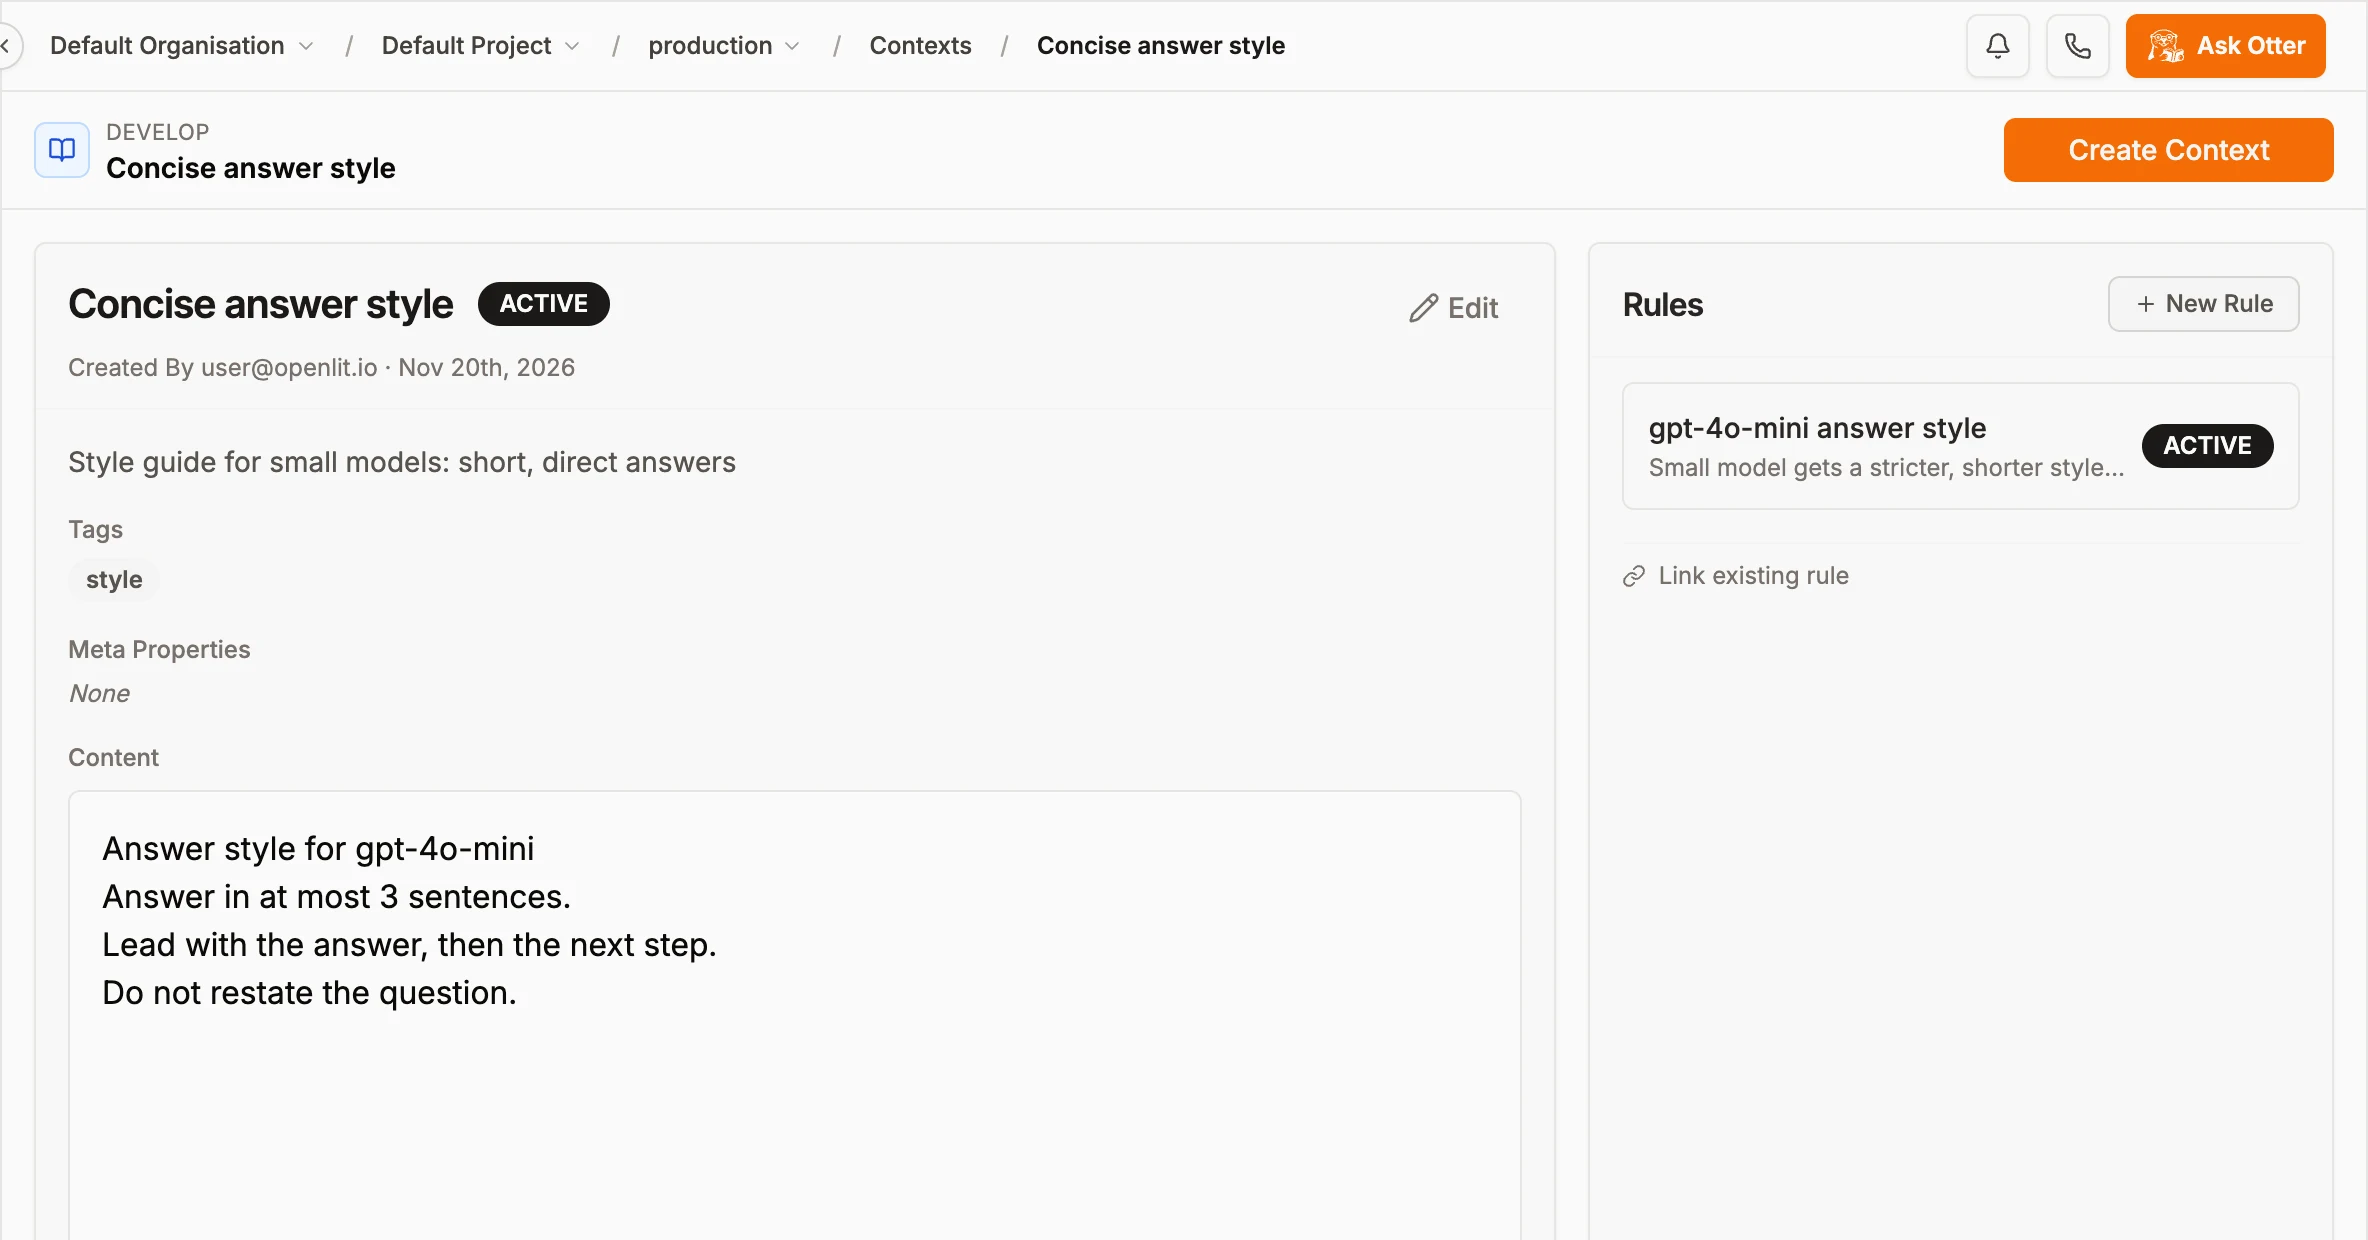 Default Organisation / Default Project / production / Contexts / Concise answer style
Ask Otter
DEVELOP
Concise answer style
Create Context
Concise answer style ACTIVE
Edit
Created By user@openlit.io · Nov 20th, 2026
Style guide for small models: short, direct answers
Tags
style
Meta Properties
None
Content
Answer style for gpt-4o-mini
Answer in at most 3 sentences.
Lead with the answer, then the next step.
Do not restate the question.
Rules
+ New Rule
gpt-4o-mini answer style
Small model gets a stricter, shorter style...
ACTIVE
Link existing rule